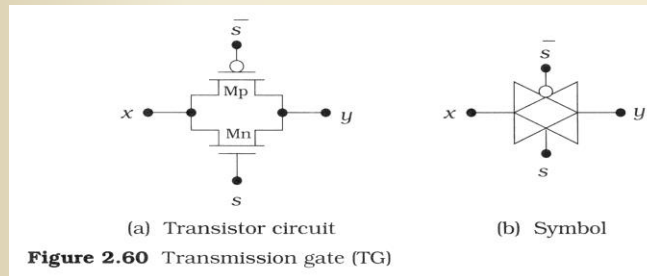 s̅ s̅
Mp
x y x y
Mn
s s
(a) Transistor circuit (b) Symbol
Figure 2.60 Transmission gate (TG)